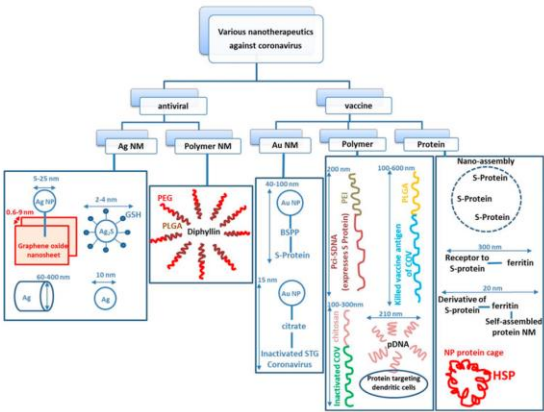 Various nanotherapeutics
against coronavirus
antiviral
vaccine
Ag NM
Polymer NM
Au NM
Polymer
Protein
5-25 nm
Ag NP
0.6-9 nm
Graphene oxide
nanosheet
2-4 nm
GSH
Ag₂S
60-400 nm
Ag
10 nm
Ag
PEG
PLGA
Diphyllin
40-100 nm
Au NP
BSPP
S-Protein
15 nm
Au NP
citrate
Inactivated STG
Coronavirus
200 nm
PEI
Pci-SDNA
(expresses S Protein)
100-600 nm
PLGA
Killed vaccine antigen
of COV
100-300nm
chitosan
Inactivated COV
210 nm
pDNA
Protein targeting
dendritic cells
Nano-assembly
S-Protein
S-Protein
S-Protein
300 nm
Receptor to
S-protein
ferritin
20 nm
Derivative of
S-protein
ferritin
Self-assembled
protein NM
NP protein cage
HSP